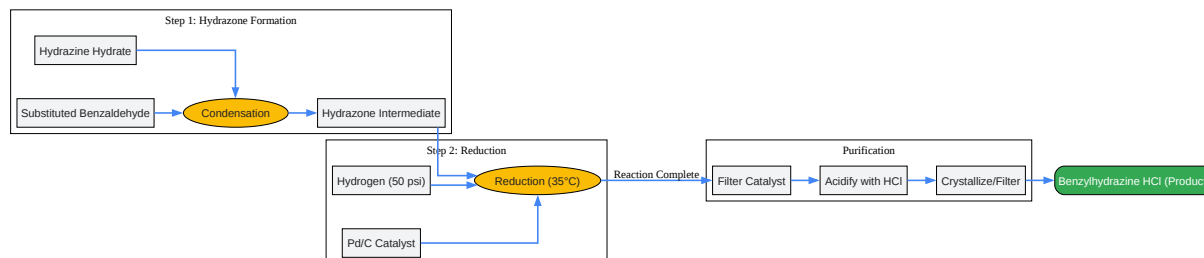 Step 1: Hydrazone Formation
Hydrazine Hydrate
Substituted Benzaldehyde
Condensation
Hydrazone Intermediate
Step 2: Reduction
Hydrogen (50 psi)
Reduction (35°C)
Pd/C Catalyst
Reaction Complete
Purification
Filter Catalyst
Acidify with HCl
Crystallize/Filter
Benzylhydrazine HCl (Product